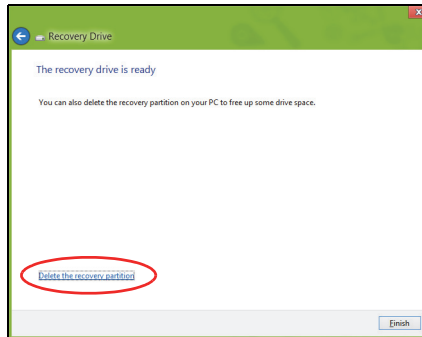 Recovery Drive
The recovery drive is ready
You can also delete the recovery partition on your PC to free up some drive space.
Delete the recovery partition
Finish